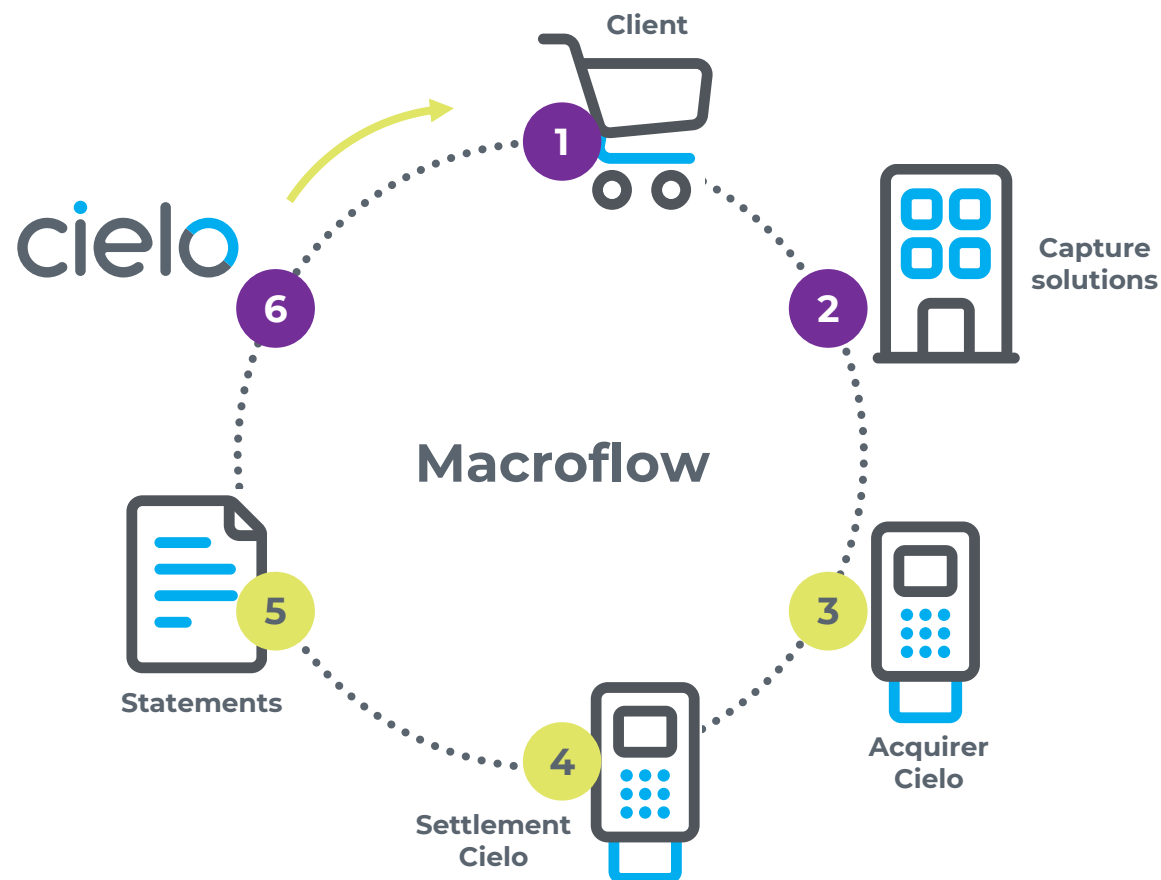 Client
1
cielo
Capture
solutions
6
2
Macroflow
5
3
Statements
4
Acquirer
Cielo
Settlement
Cielo